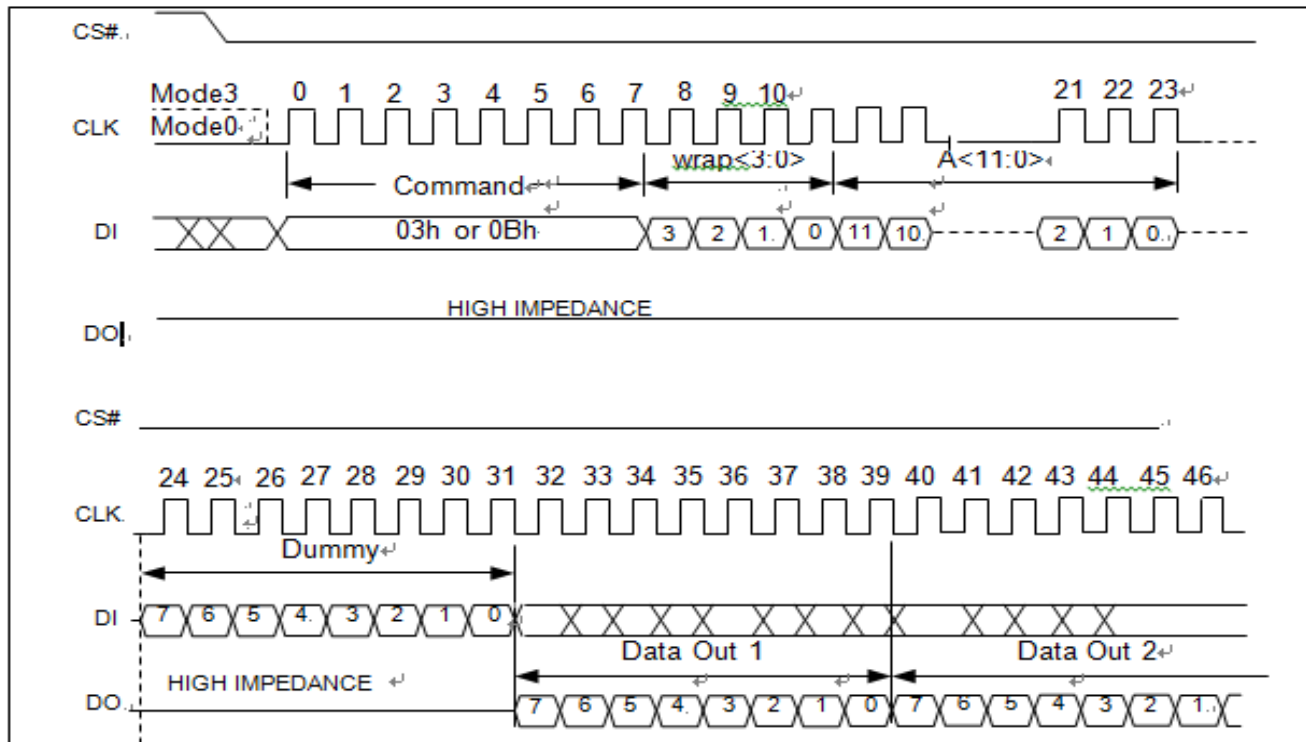 CS#
Mode3 0 1 2 3 4 5 6 7 8 9 10↵ 21 22 23↵
CLK Mode0 ↵
wrap<3:0> A<11:0>
Command↵ ↵ ↵
DI 03h or 0Bh 3 2 1. 0 11 10. 2 1 0.
HIGH IMPEDANCE
DO
CS#
24 25 26 27 28 29 30 31 32 33 34 35 36 37 38 39 40 41 42 43 44 45 46↵
CLK. ↵
Dummy↵
DI 7 6 5 4. 3 2 1 0
Data Out 1 Data Out 2↵
HIGH IMPEDANCE ↵ ↵ ↵ ↵
DO. 7 6 5 4. 3 2 1 0 7 6 5 4 3 2 1.